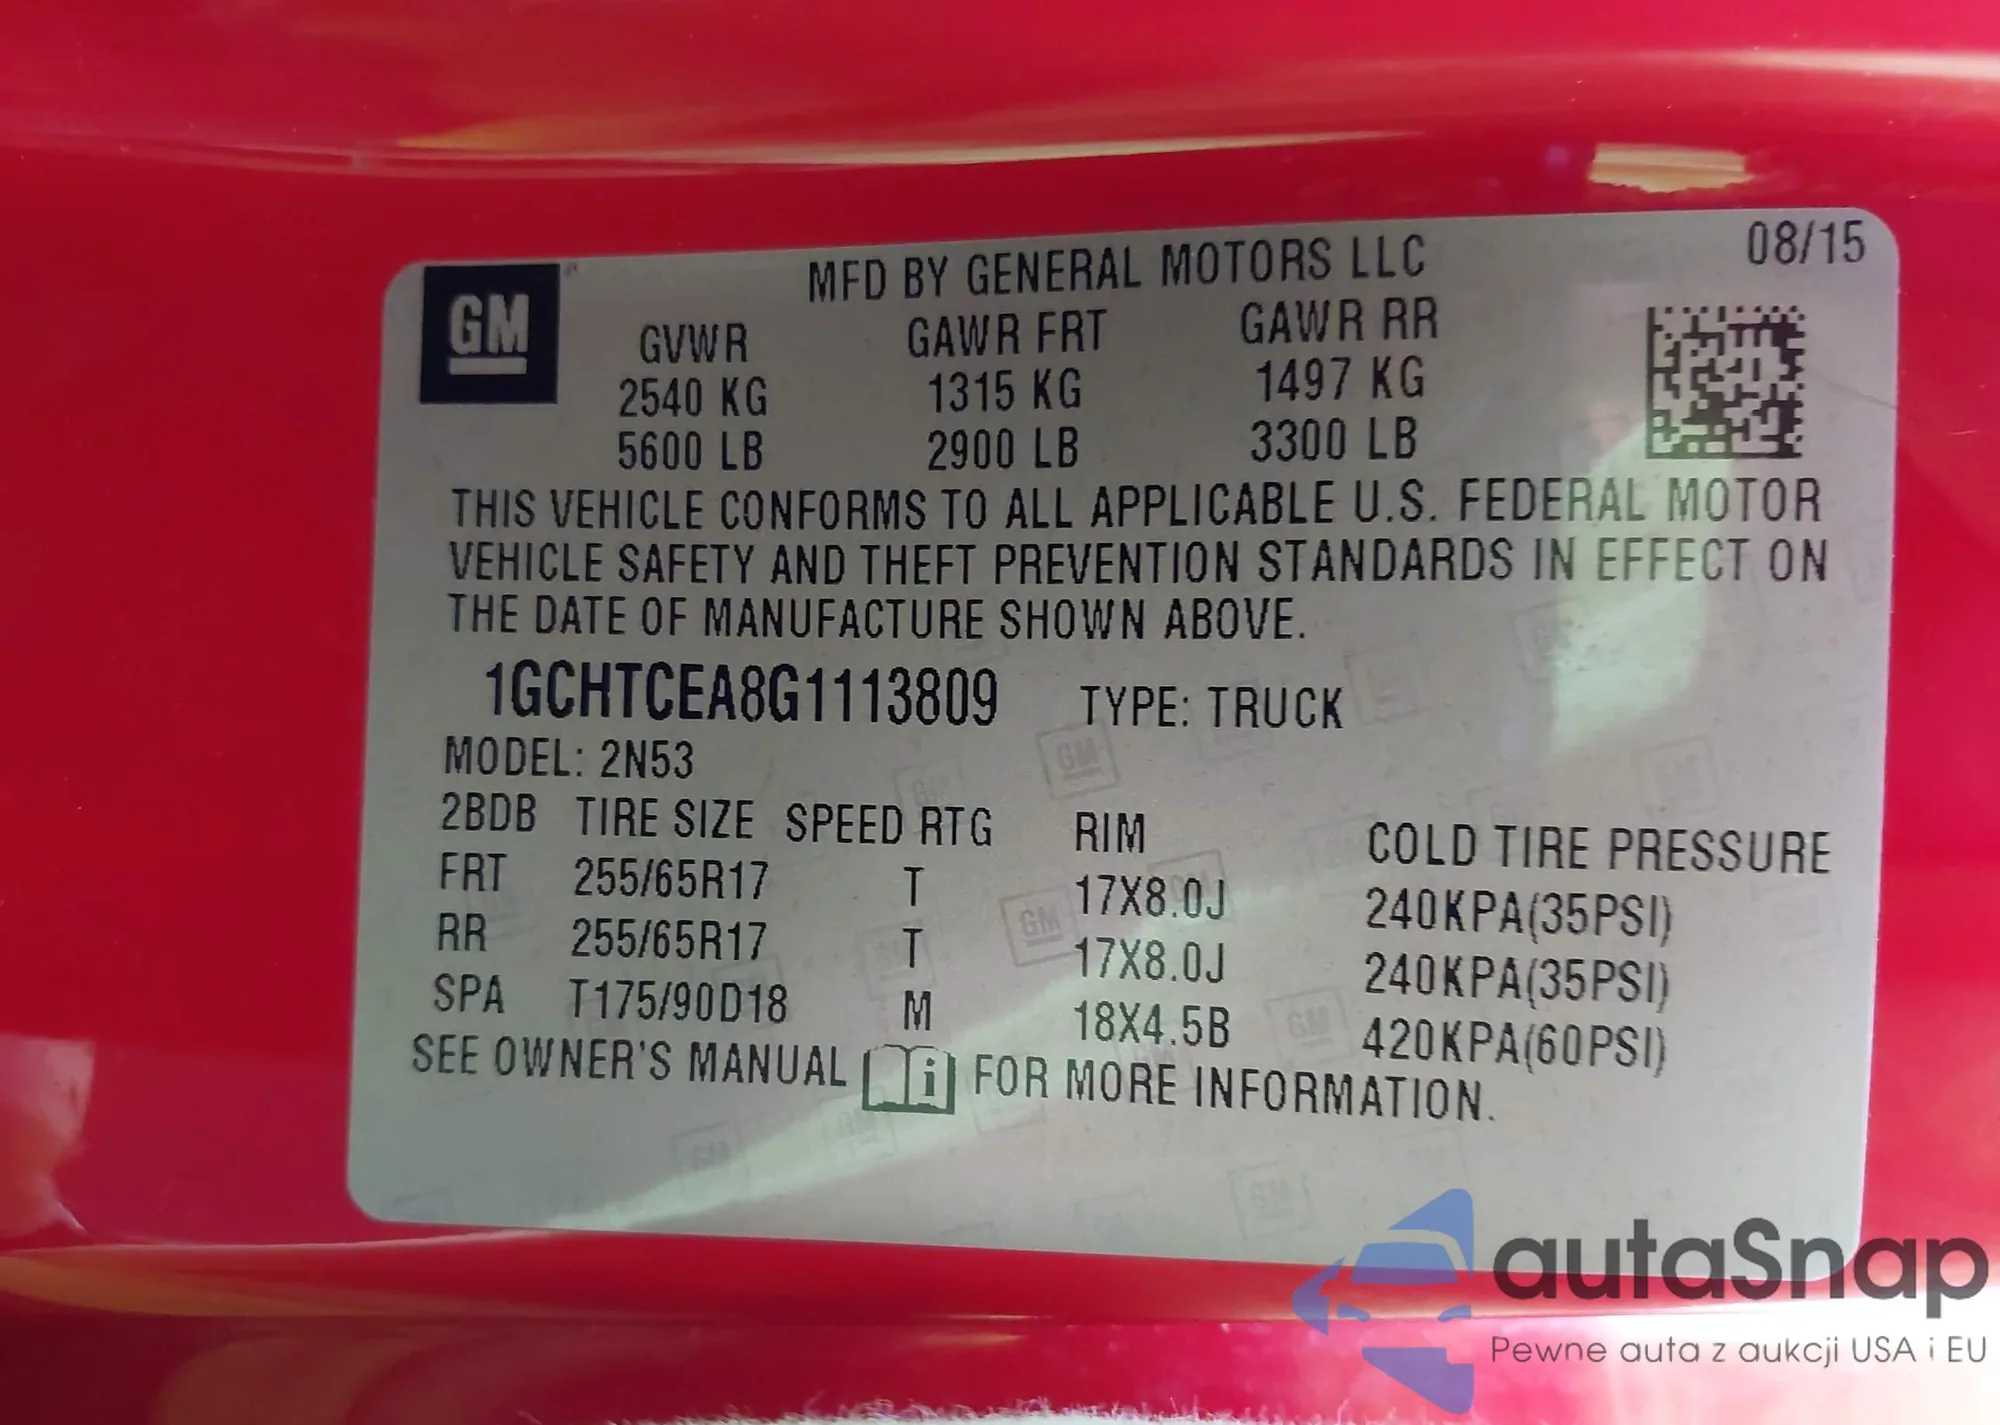 08/15
GM
MFD BY GENERAL MOTORS LLC
GVWR GAWR FRT GAWR RR
2540 KG 1315 KG 1497 KG
5600 LB 2900 LB 3300 LB
THIS VEHICLE CONFORMS TO ALL APPLICABLE U.S. FEDERAL MOTOR
VEHICLE SAFETY AND THEFT PREVENTION STANDARDS IN EFFECT ON
THE DATE OF MANUFACTURE SHOWN ABOVE.
1GCHTCEA8G1113809 TYPE: TRUCK
MODEL: 2N53
2BDB TIRE SIZE SPEED RTG RIM COLD TIRE PRESSURE
FRT 255/65R17 T 17X8.0J 240KPA(35PSI)
RR 255/65R17 T 17X8.0J 240KPA(35PSI)
SPA T175/90D18 M 18X4.5B 420KPA(60PSI)
SEE OWNER'S MANUAL i FOR MORE INFORMATION.
autaSnap
Pewne auta z aukcji USA i EU